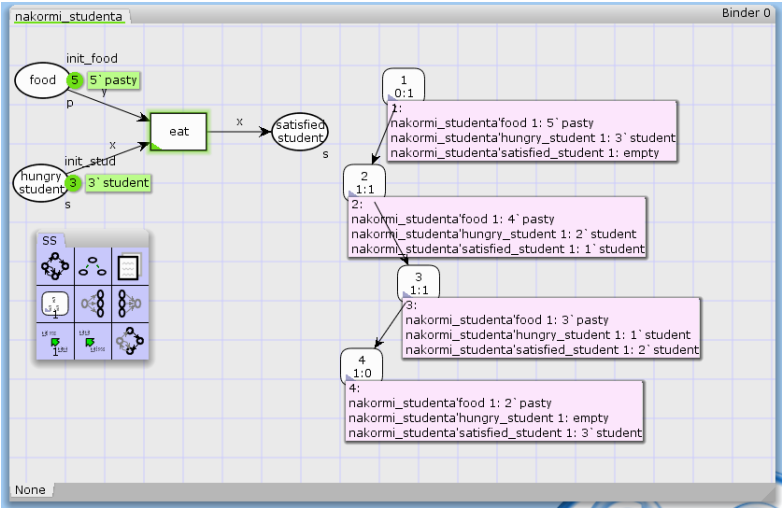 nakormi_studenta
Binder 0
init_food
food
5
5`pasty
y
p
eat
x
satisfied
student
s
x
init_stud
hungry
student
3
3`student
s
SS
1
0:1
1:
nakormi_studenta'food 1: 5`pasty
nakormi_studenta'hungry_student 1: 3`student
nakormi_studenta'satisfied_student 1: empty
2
1:1
2:
nakormi_studenta'food 1: 4`pasty
nakormi_studenta'hungry_student 1: 2`student
nakormi_studenta'satisfied_student 1: 1`student
3
1:1
3:
nakormi_studenta'food 1: 3`pasty
nakormi_studenta'hungry_student 1: 1`student
nakormi_studenta'satisfied_student 1: 2`student
4
1:0
4:
nakormi_studenta'food 1: 2`pasty
nakormi_studenta'hungry_student 1: empty
nakormi_studenta'satisfied_student 1: 3`student
None